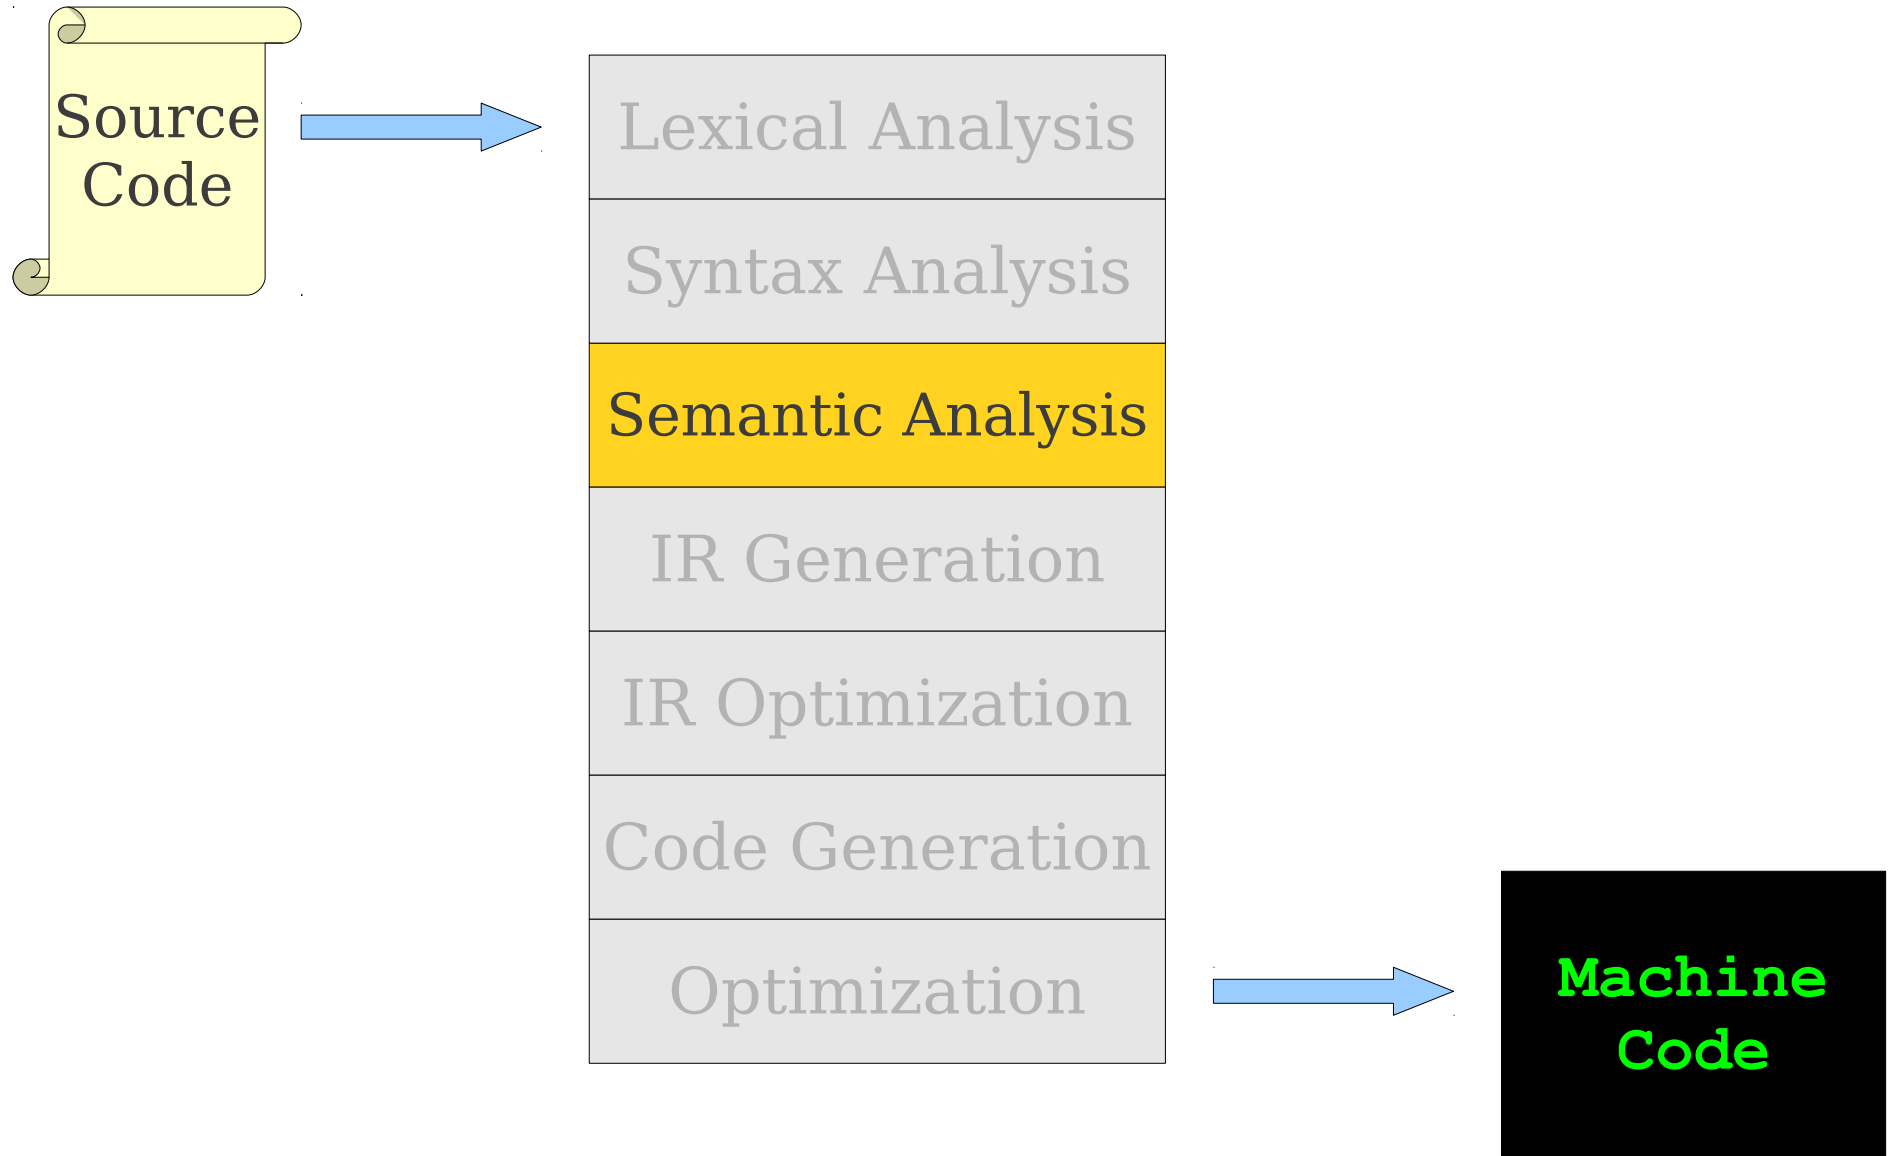 Source
Code
Lexical Analysis
Syntax Analysis
Semantic Analysis
IR Generation
IR Optimization
Code Generation
Optimization
Machine
Code